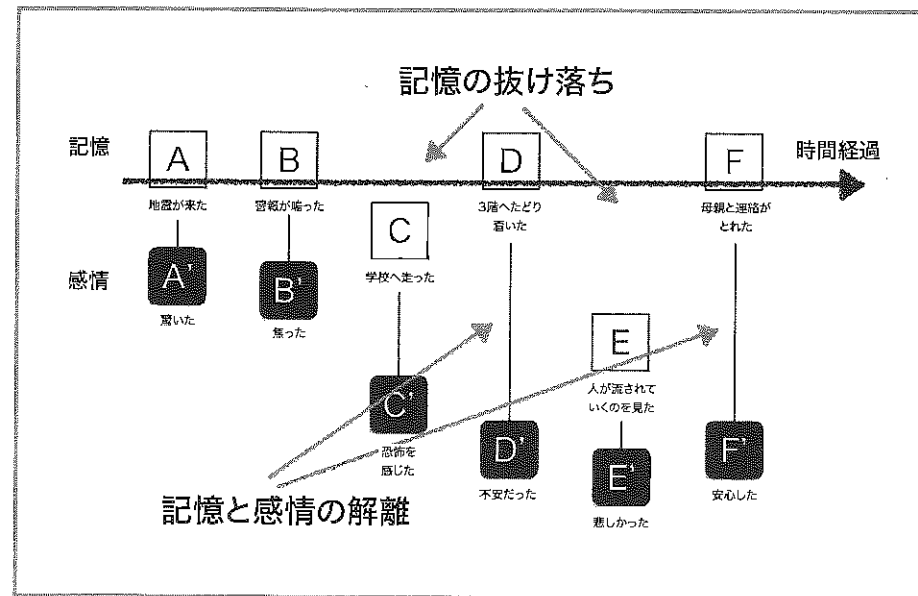 記憶の抜け落ち
記憶
A
B
D
F
時間経過
地震が来た
警報が鳴った
3階へたどり
着いた
母親と連絡が
とれた
C
学校へ走った
感情
A'
驚いた
B'
焦った
E
人が流されて
いくのを見た
C'
恐怖を
感じた
D'
不安だった
E'
悲しかった
F'
安心した
記憶と感情の解離